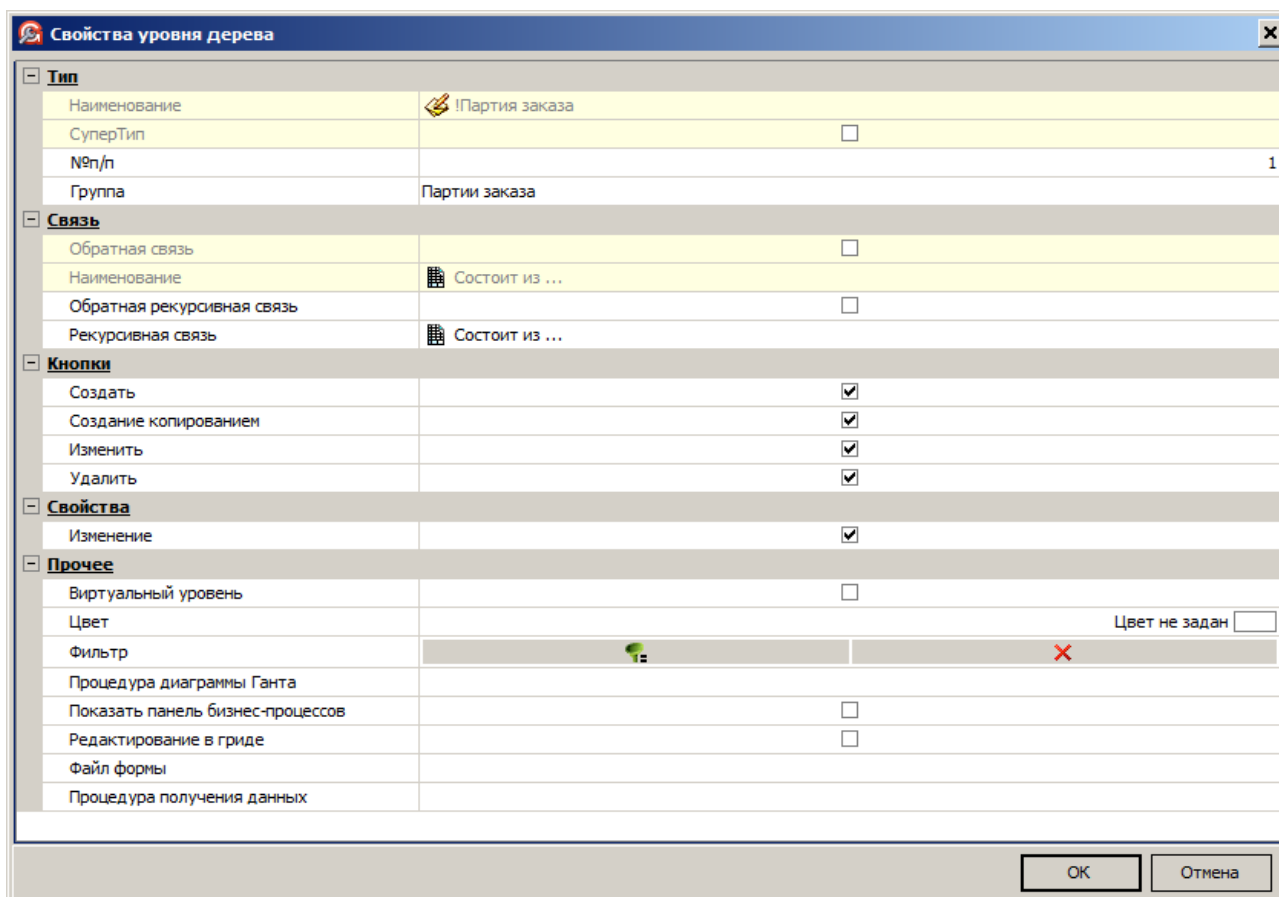 Свойства уровня дерева
Тип
Наименование !Партия заказа
СуперТип
№п/п 1
Группа Партии заказа
Связь
Обратная связь
Наименование Состоит из ...
Обратная рекурсивная связь
Рекурсивная связь Состоит из ...
Кнопки
Создать
Создание копированием
Изменить
Удалить
Свойства
Изменение
Прочее
Виртуальный уровень
Цвет Цвет не задан
Фильтр
Процедура диаграммы Ганта
Показать панель бизнес-процессов
Редактирование в гриде
Файл формы
Процедура получения данных
ОК Отмена